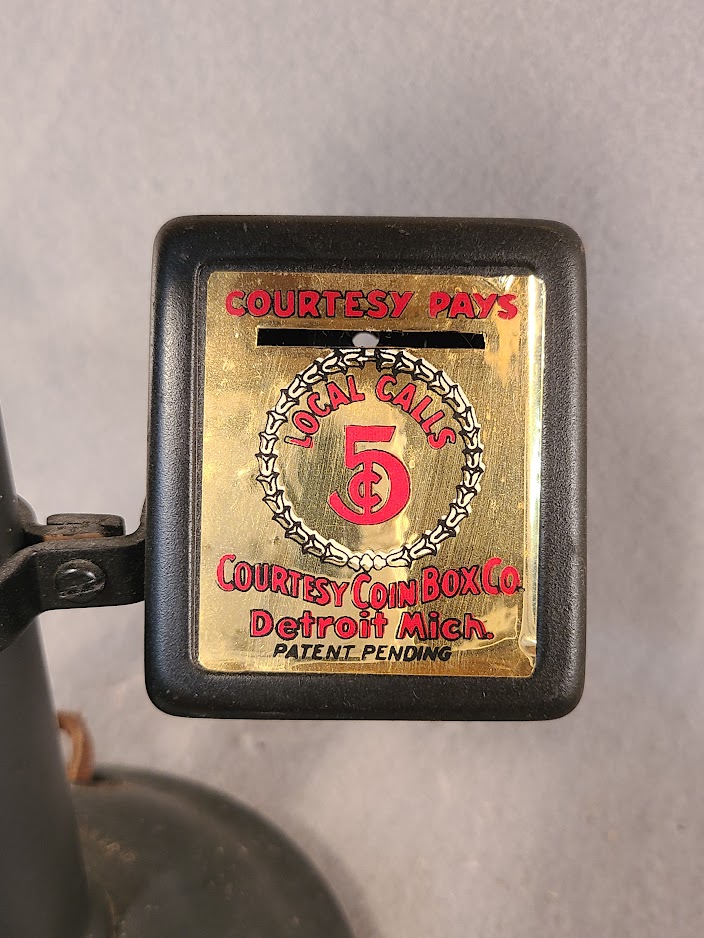 COURTESY PAYS
LOCAL CALLS
5¢
COURTESY COIN BOX CO.
Detroit Mich.
PATENT PENDING